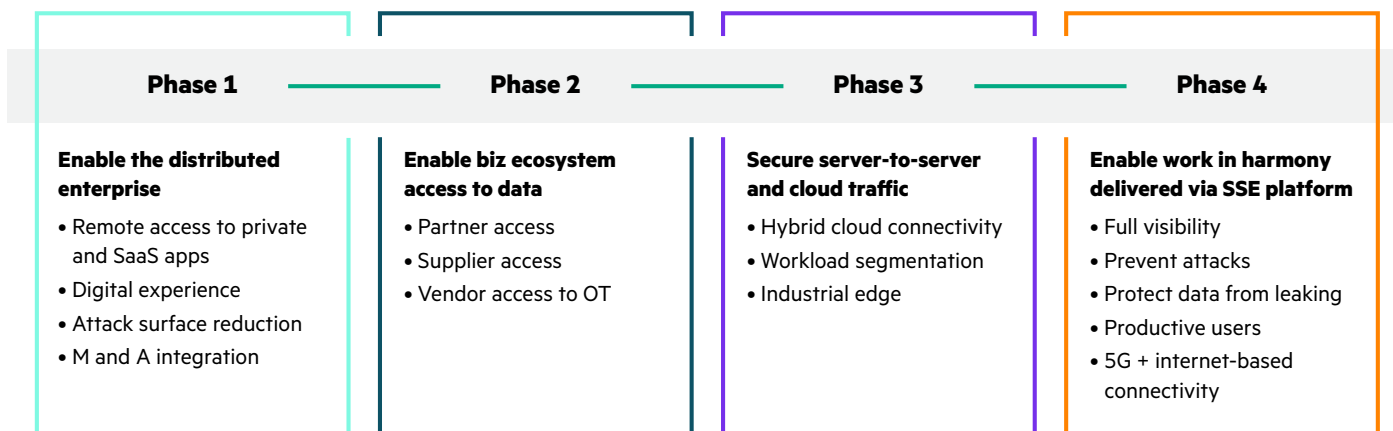 Phase 1
Phase 2
Phase 3
Phase 4
Enable the distributed
enterprise
• Remote access to private
and SaaS apps
• Digital experience
• Attack surface reduction
• M and A integration
Enable biz ecosystem
access to data
• Partner access
• Supplier access
• Vendor access to OT
Secure server-to-server
and cloud traffic
• Hybrid cloud connectivity
• Workload segmentation
• Industrial edge
Enable work in harmony
delivered via SSE platform
• Full visibility
• Prevent attacks
• Protect data from leaking
• Productive users
• 5G + internet-based
connectivity